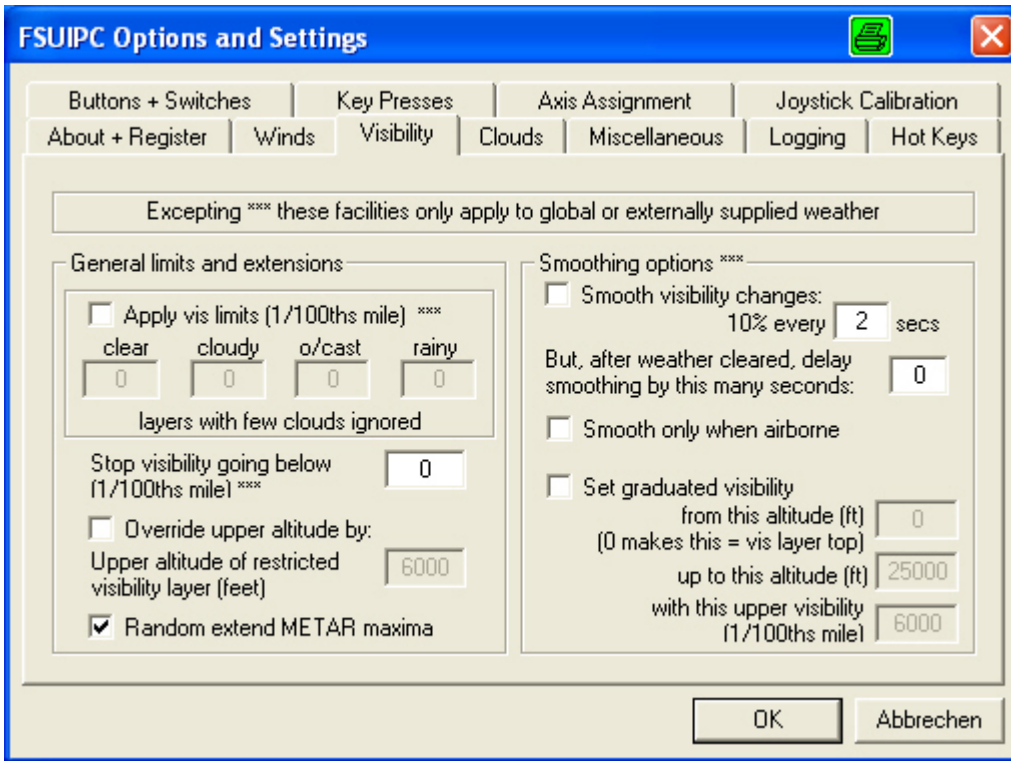 FSUIPC Options and Settings
Buttons + Switches
Key Presses
Axis Assignment
Joystick Calibration
About + Register
Winds
Visibility
Clouds
Miscellaneous
Logging
Hot Keys
Excepting *** these facilities only apply to global or externally supplied weather
General limits and extensions
Apply vis limits (1/100ths mile) ***
clear cloudy o/cast rainy
0 0 0 0
layers with few clouds ignored
Stop visibility going below
(1/100ths mile) ***
0
Override upper altitude by:
Upper altitude of restricted
visibility layer (feet)
6000
Random extend METAR maxima
Smoothing options ***
Smooth visibility changes:
10% every 2 secs
But, after weather cleared, delay
smoothing by this many seconds:
0
Smooth only when airborne
Set graduated visibility
from this altitude (ft)
(0 makes this = vis layer top)
0
up to this altitude (ft) 25000
with this upper visibility
(1/100ths mile)
6000
OK
Abbrechen